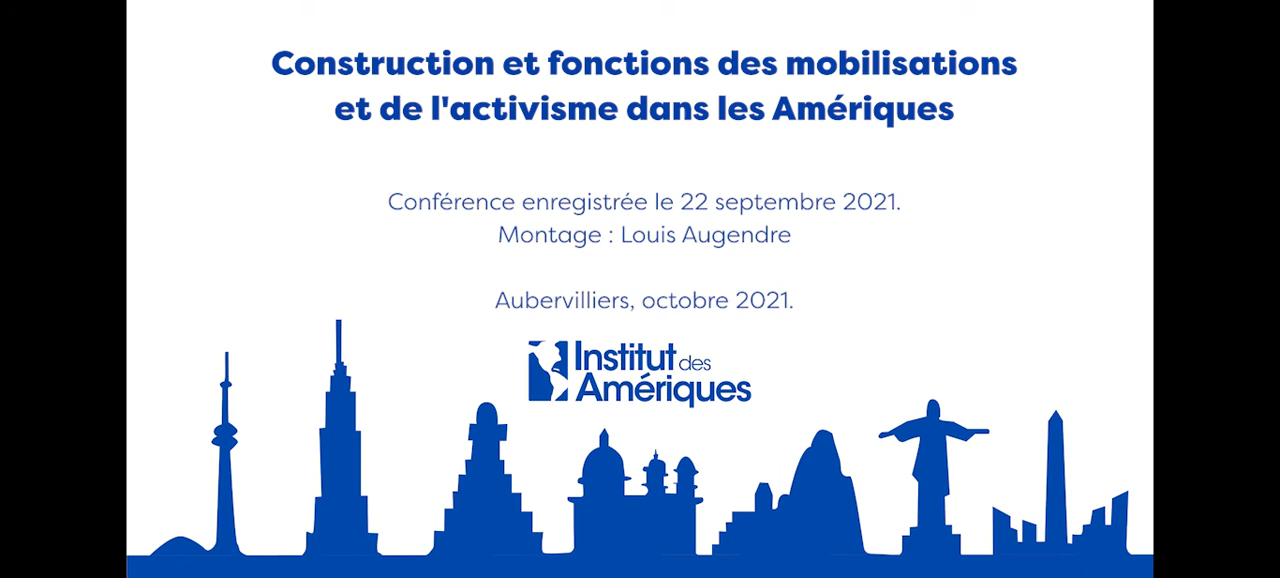 Construction et fonctions des mobilisations
et de l'activisme dans les Amériques
Conférence enregistrée le 22 septembre 2021.
Montage : Louis Augendre
Aubervilliers, octobre 2021.
Institut des
Amériques